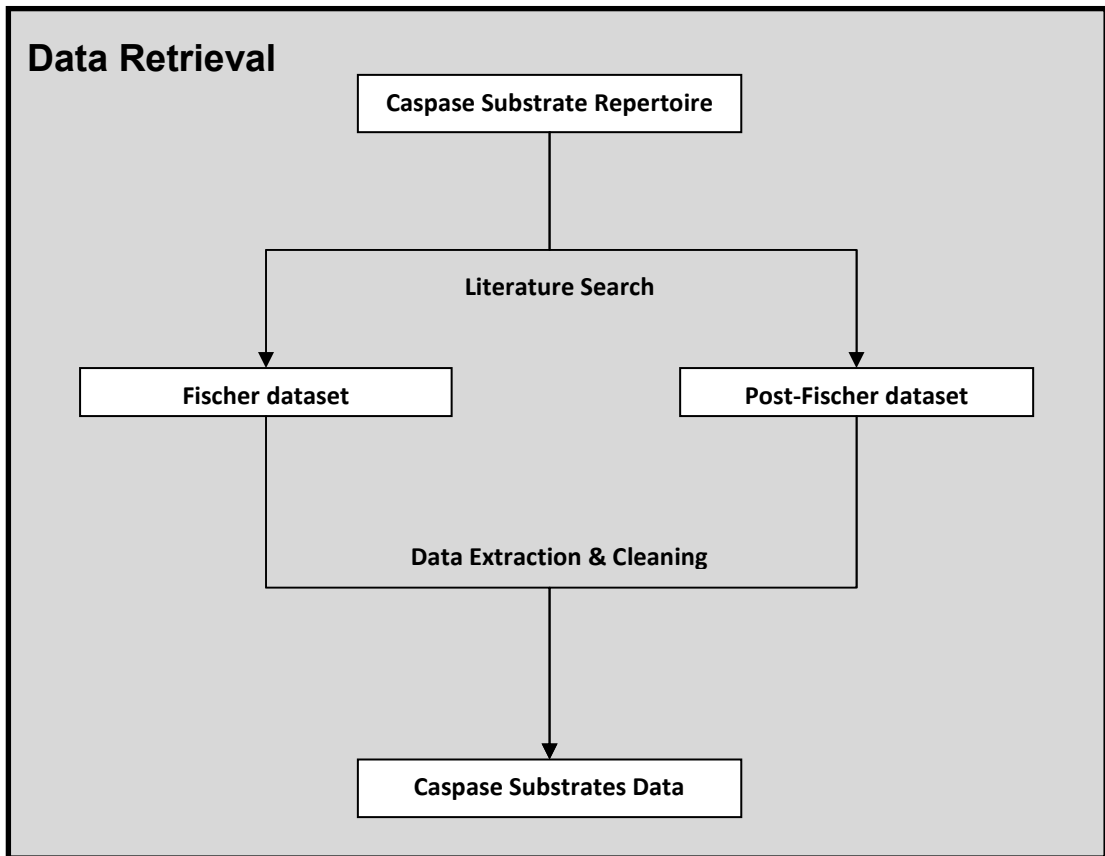 Data Retrieval
Caspase Substrate Repertoire
Literature Search
Fischer dataset
Post-Fischer dataset
Data Extraction & Cleaning
Caspase Substrates Data